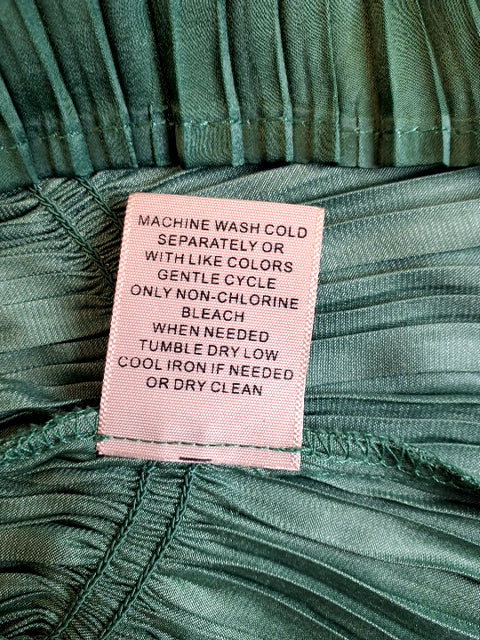 MACHINE WASH COLD
SEPARATELY OR
WITH LIKE COLORS
GENTLE CYCLE
ONLY NON-CHLORINE
BLEACH
WHEN NEEDED
TUMBLE DRY LOW
COOL IRON IF NEEDED
OR DRY CLEAN